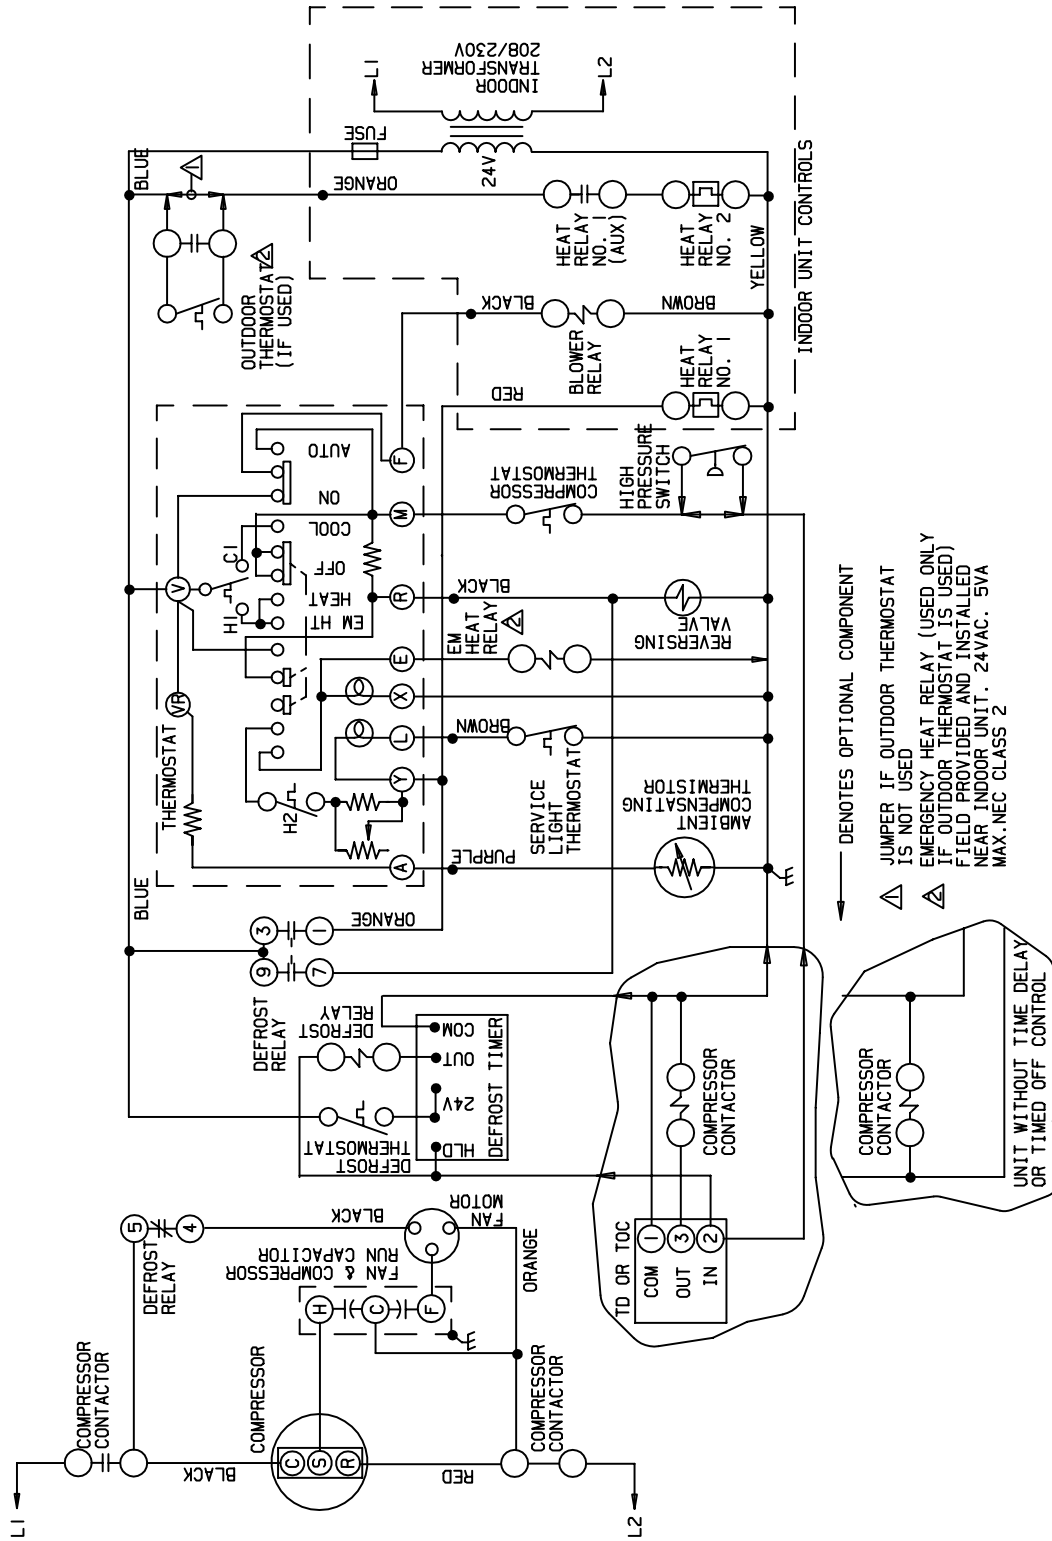 L1
COMPRESSOR
CONTACTOR
BLACK
COMPRESSOR
C
S
R
RED
COMPRESSOR
CONTACTOR
L2
5
4
DEFROST
RELAY
BLACK
FAN
MOTOR
FAN & COMPRESSOR
RUN CAPACITOR
H
C
F
ORANGE
DEFROST
THERMOSTAT
HLD
24V
OUT
COM
DEFROST TIMER
DEFROST
RELAY
DEFROST
RELAY
9
3
7
1
ORANGE
BLUE
THERMOSTAT
VR
V
H2
H1
C1
EM HT
HEAT
OFF
COOL
ON
AUTO
A
Y
L
X
E
R
M
F
PURPLE
AMBIENT
COMPENSATING
THERMISTOR
BROWN
SERVICE
LIGHT
THERMOSTAT
EM
HEAT
RELAY
2
BLACK
REVERSING
VALVE
COMPRESSOR
THERMOSTAT
HIGH
PRESSURE
SWITCH
RED
HEAT
RELAY
NO. 1
BLACK
BLOWER
RELAY
BROWN
OUTDOOR
THERMOSTAT
(IF USED)
2
1
BLUE
ORANGE
HEAT
RELAY
NO. 1
(AUX)
HEAT
RELAY
NO. 2
YELLOW
FUSE
24V
INDOOR
TRANSFORMER
208/230V
L1
L2
INDOOR UNIT CONTROLS
TD OR TOC
1
3
2
COM
OUT
IN
COMPRESSOR
CONTACTOR
COMPRESSOR
CONTACTOR
UNIT WITHOUT TIME DELAY
OR TIMED OFF CONTROL
DENOTES OPTIONAL COMPONENT
1 JUMPER IF OUTDOOR THERMOSTAT
IS NOT USED
2 EMERGENCY HEAT RELAY (USED ONLY
IF OUTDOOR THERMOSTAT IS USED)
FIELD PROVIDED AND INSTALLED
NEAR INDOOR UNIT. 24VAC. 5VA
MAX.NEC CLASS 2